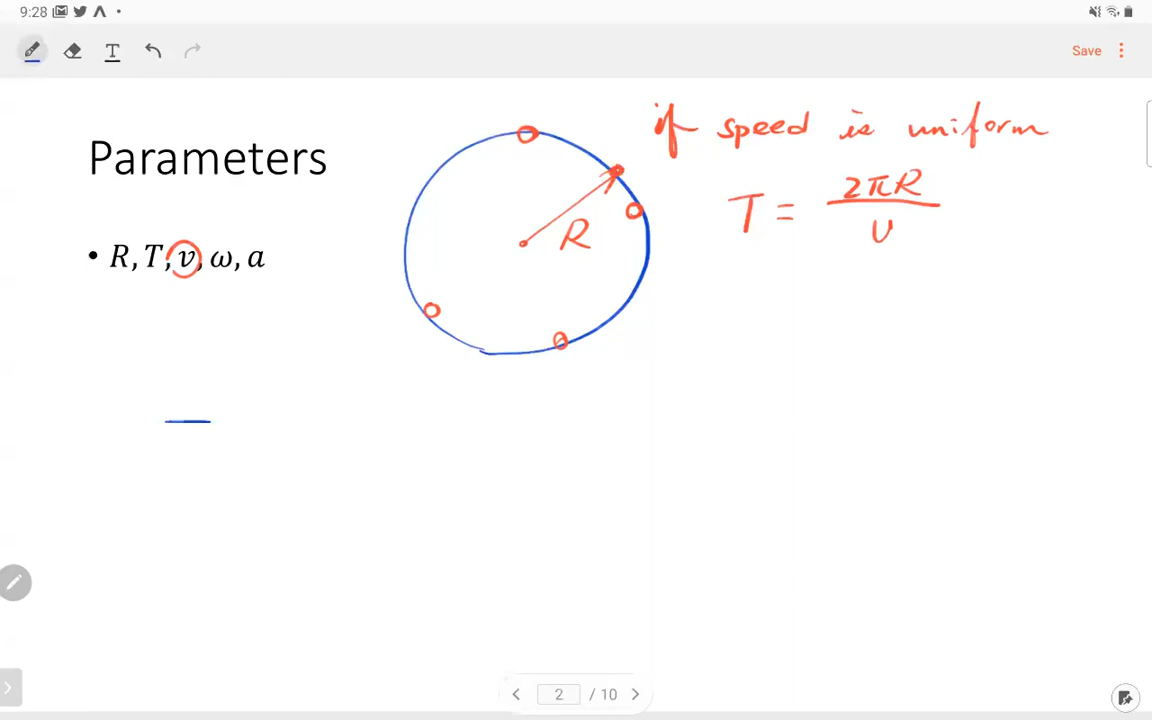 9:28
Save
if speed is uniform
Parameters
T = 2πR / v
R
• R, T, v, ω, a
2 / 10